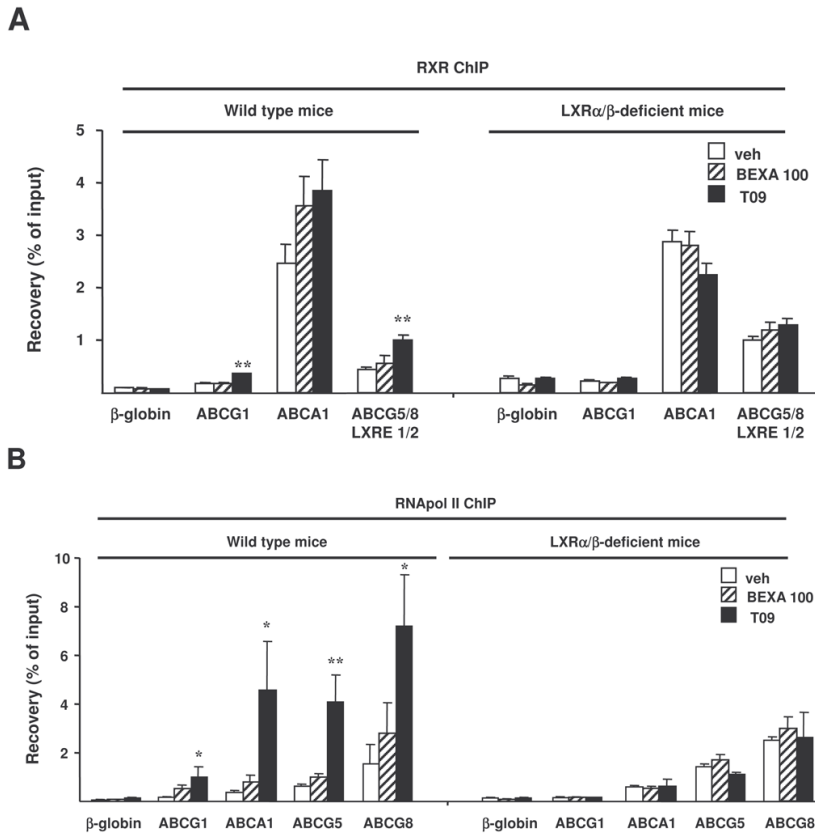 A
RXR ChIP
Wild type mice
LXRα/β-deficient mice
Recovery (% of input)
5
4
3
2
1
veh
BEXA 100
T09
**
**
β-globin
ABCG1
ABCA1
ABCG5/8
LXRE 1/2
β-globin
ABCG1
ABCA1
ABCG5/8
LXRE 1/2
B
RNApol II ChIP
Wild type mice
LXRα/β-deficient mice
Recovery (% of input)
10
8
6
4
2
veh
BEXA 100
T09
*
*
**
*
β-globin
ABCG1
ABCA1
ABCG5
ABCG8
β-globin
ABCG1
ABCA1
ABCG5
ABCG8